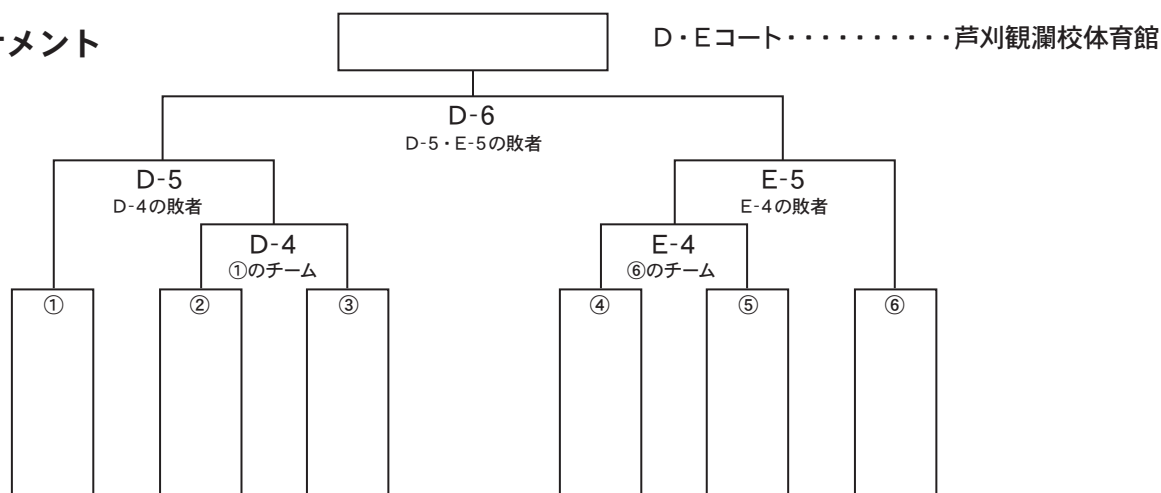 メント
D・Eコート・・・・・・・・・・芦刈観瀾校体育館
D-6
D-5・E-5の敗者
D-5
D-4の敗者
E-5
E-4の敗者
D-4
①のチーム
E-4
⑥のチーム
①
②
③
④
⑤
⑥